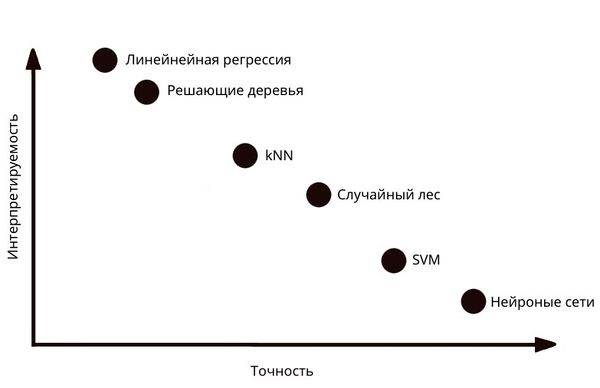 Линейнейная регрессия
Решающие деревья
kNN
Случайный лес
SVM
Нейроные сети
Интерпретируемость
Точность